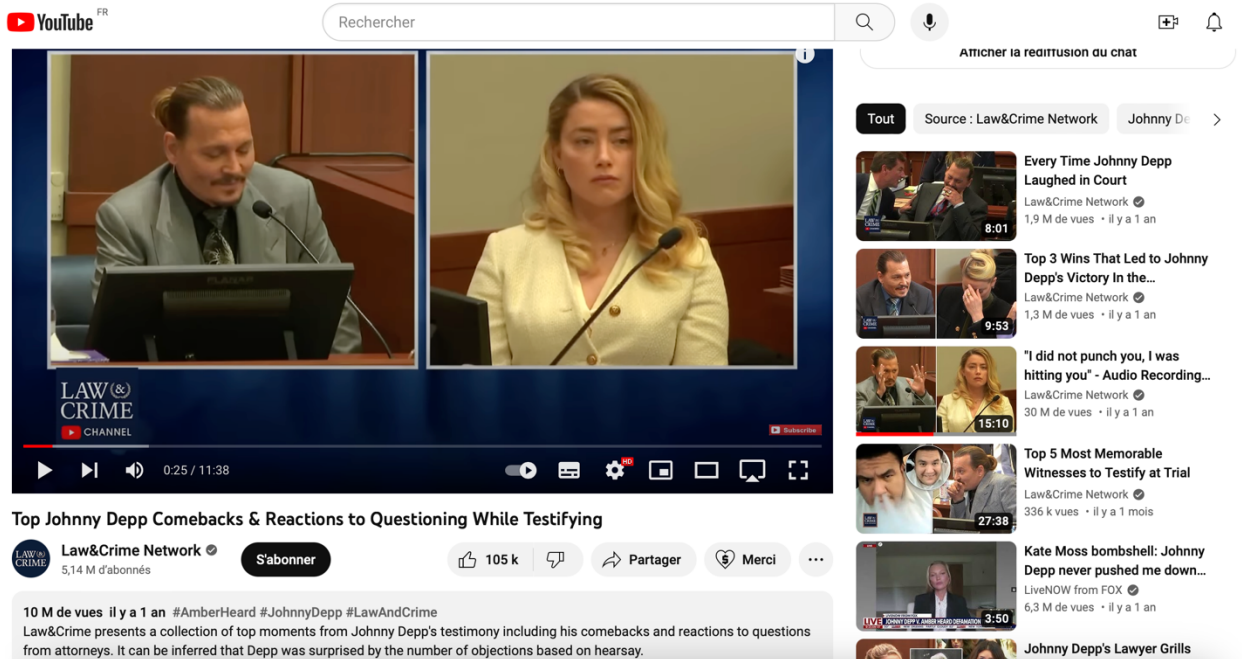 YouTube FR
Rechercher
Afficher la rediffusion du chat
Tout
Source : Law&Crime Network
Johnny De
i
PLANAR
LAW &
CRIME
CHANNEL
Subscribe
0:25 / 11:38
HD
Top Johnny Depp Comebacks & Reactions to Questioning While Testifying
LAW &
CRIME
Law&Crime Network
5,14 M d’abonnés
S'abonner
105 k
Partager
Merci
10 M de vues il y a 1 an #AmberHeard #JohnnyDepp #LawAndCrime
Law&Crime presents a collection of top moments from Johnny Depp's testimony including his comebacks and reactions to questions
from attorneys. It can be inferred that Depp was surprised by the number of objections based on hearsay.
Every Time Johnny Depp
Laughed in Court
Law&Crime Network
1,9 M de vues • il y a 1 an
8:01
Top 3 Wins That Led to Johnny
Depp's Victory In the...
Law&Crime Network
1,3 M de vues • il y a 1 an
9:53
"I did not punch you, I was
hitting you" - Audio Recording...
Law&Crime Network
30 M de vues • il y a 1 an
15:10
Top 5 Most Memorable
Witnesses to Testify at Trial
Law&Crime Network
336 k vues • il y a 1 mois
27:38
Kate Moss bombshell: Johnny
Depp never pushed me down...
LiveNOW from FOX
6,3 M de vues • il y a 1 an
LIVE
JOHNNY DEPP V. AMBER HEARD DEFAMATION
3:50
Johnny Depp's Lawyer Grills